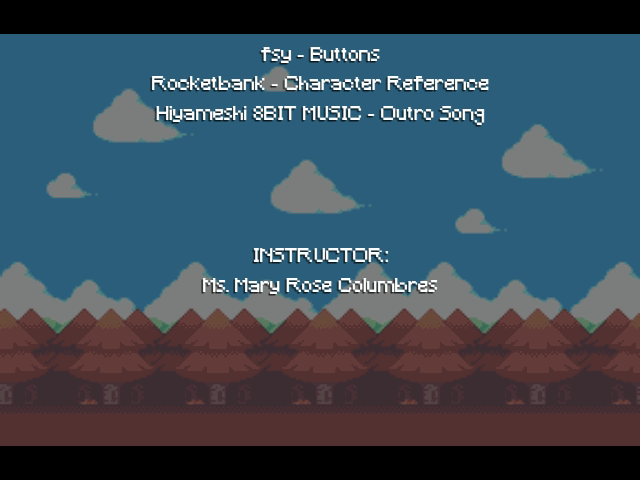 fsy - Buttons
Rocketbank - Character Reference
Hiyameshi 8BIT MUSIC - Outro Song
INSTRUCTOR:
Ms. Mary Rose Columbres